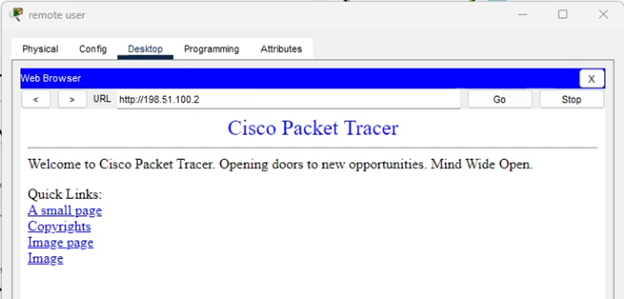 remote user
Physical Config Desktop Programming Attributes
Web Browser X
< > URL http://198.51.100.2 Go Stop
Cisco Packet Tracer
Welcome to Cisco Packet Tracer. Opening doors to new opportunities. Mind Wide Open.
Quick Links:
A small page
Copyrights
Image page
Image